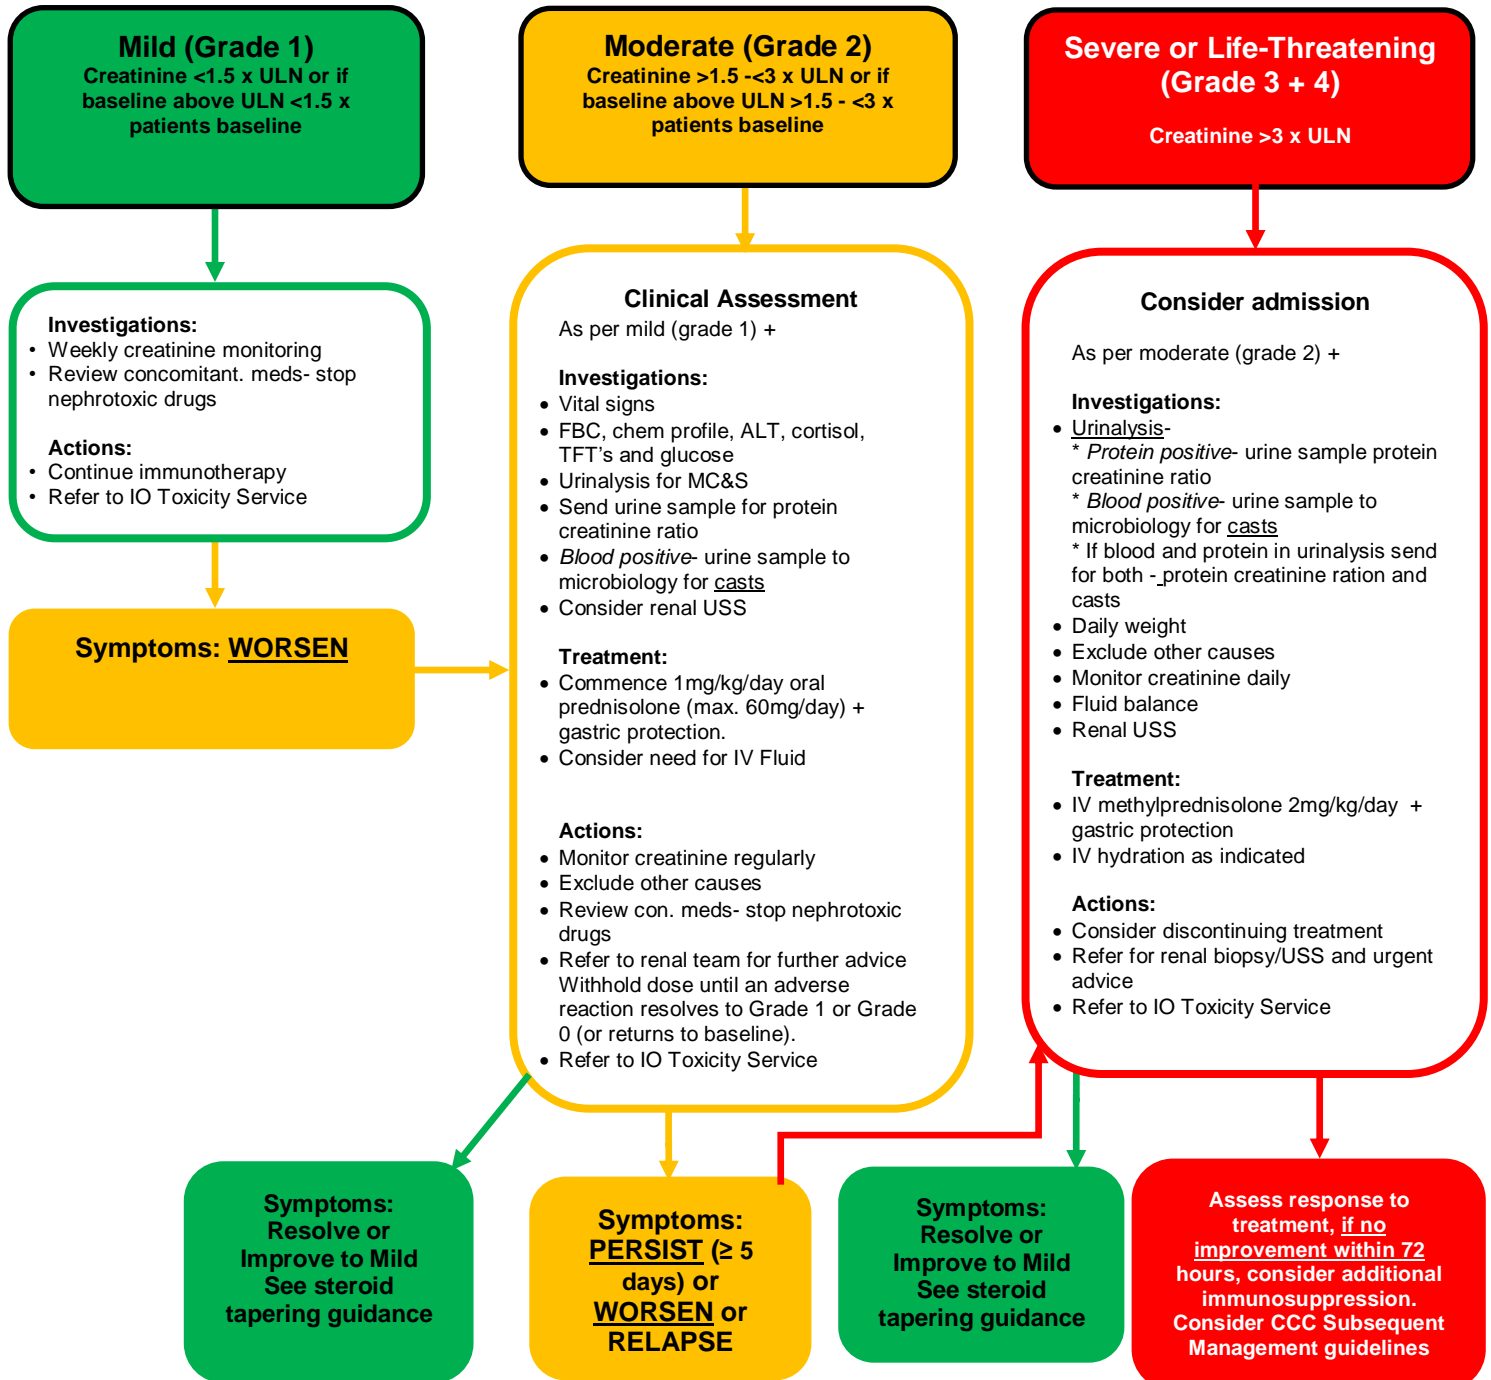 Mild (Grade 1)
Creatinine <1.5 x ULN or if
baseline above ULN <1.5 x
patients baseline
Investigations:
• Weekly creatinine monitoring
• Review concomitant. meds- stop
nephrotoxic drugs
Actions:
• Continue immunotherapy
• Refer to IO Toxicity Service
Symptoms: WORSEN
Moderate (Grade 2)
Creatinine >1.5 -<3 x ULN or if
baseline above ULN >1.5 - <3 x
patients baseline
Clinical Assessment
As per mild (grade 1) +
Investigations:
• Vital signs
• FBC, chem profile, ALT, cortisol,
TFT's and glucose
• Urinalysis for MC&S
• Send urine sample for protein
creatinine ratio
• Blood positive- urine sample to
microbiology for casts
• Consider renal USS
Treatment:
• Commence 1mg/kg/day oral
prednisolone (max. 60mg/day) +
gastric protection.
• Consider need for IV Fluid
Actions:
• Monitor creatinine regularly
• Exclude other causes
• Review con. meds- stop nephrotoxic
drugs
• Refer to renal team for further advice
Withhold dose until an adverse
reaction resolves to Grade 1 or Grade
0 (or returns to baseline).
• Refer to IO Toxicity Service
Severe or Life-Threatening
(Grade 3 + 4)
Creatinine >3 x ULN
Consider admission
As per moderate (grade 2) +
Investigations:
• Urinalysis-
* Protein positive- urine sample protein
creatinine ratio
* Blood positive- urine sample to
microbiology for casts
* If blood and protein in urinalysis send
for both - protein creatinine ration and
casts
• Daily weight
• Exclude other causes
• Monitor creatinine daily
• Fluid balance
• Renal USS
Treatment:
• IV methylprednisolone 2mg/kg/day +
gastric protection
• IV hydration as indicated
Actions:
• Consider discontinuing treatment
• Refer for renal biopsy/USS and urgent
advice
• Refer to IO Toxicity Service
Symptoms:
Resolve or
Improve to Mild
See steroid
tapering guidance
Symptoms:
PERSIST (≥ 5
days) or
WORSEN or
RELAPSE
Symptoms:
Resolve or
Improve to Mild
See steroid
tapering guidance
Assess response to
treatment, if no
improvement within 72
hours, consider additional
immunosuppression.
Consider CCC Subsequent
Management guidelines